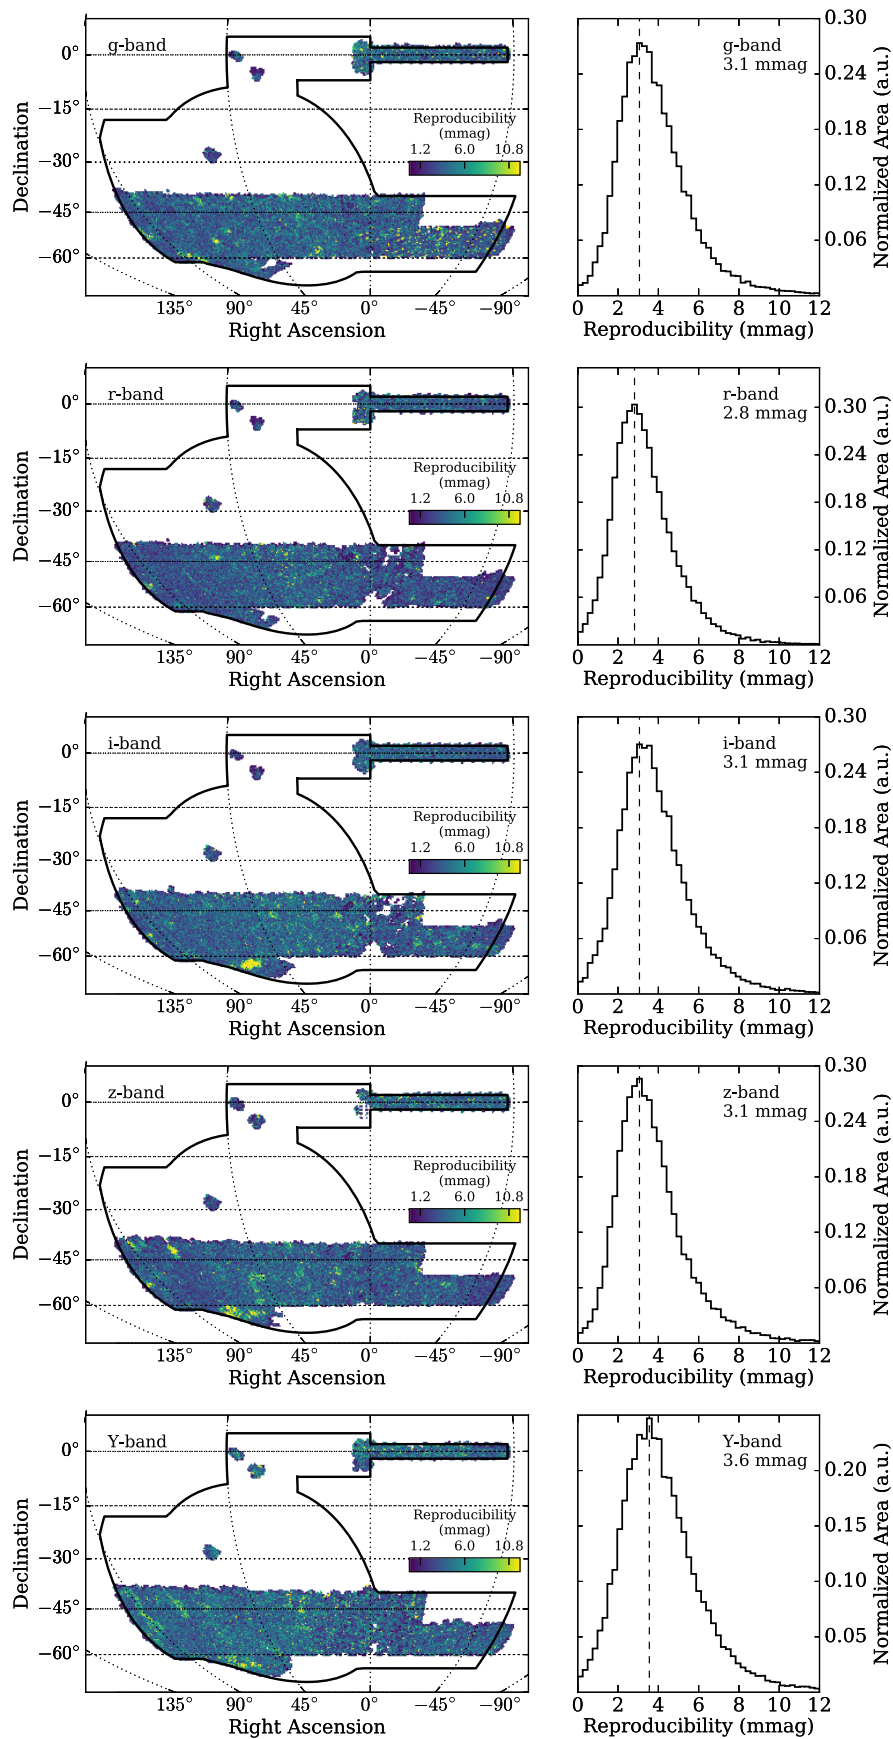 g-band
Reproducibility
(mmag)
1.2 6.0 10.8
0°
−15°
−30°
−45°
−60°
Declination
135° 90° 45° 0° −45° −90°
Right Ascension
g-band
3.1 mmag
0.30
0.24
0.18
0.12
0.06
Normalized Area (a.u.)
0 2 4 6 8 10 12
Reproducibility (mmag)
r-band
Reproducibility
(mmag)
1.2 6.0 10.8
0°
−15°
−30°
−45°
−60°
Declination
135° 90° 45° 0° −45° −90°
Right Ascension
r-band
2.8 mmag
0.30
0.24
0.18
0.12
0.06
Normalized Area (a.u.)
0 2 4 6 8 10 12
Reproducibility (mmag)
i-band
Reproducibility
(mmag)
1.2 6.0 10.8
0°
−15°
−30°
−45°
−60°
Declination
135° 90° 45° 0° −45° −90°
Right Ascension
i-band
3.1 mmag
0.30
0.24
0.18
0.12
0.06
Normalized Area (a.u.)
0 2 4 6 8 10 12
Reproducibility (mmag)
z-band
Reproducibility
(mmag)
1.2 6.0 10.8
0°
−15°
−30°
−45°
−60°
Declination
135° 90° 45° 0° −45° −90°
Right Ascension
z-band
3.1 mmag
0.30
0.24
0.18
0.12
0.06
Normalized Area (a.u.)
0 2 4 6 8 10 12
Reproducibility (mmag)
Y-band
Reproducibility
(mmag)
1.2 6.0 10.8
0°
−15°
−30°
−45°
−60°
Declination
135° 90° 45° 0° −45° −90°
Right Ascension
Y-band
3.6 mmag
0.20
0.15
0.10
0.05
Normalized Area (a.u.)
0 2 4 6 8 10 12
Reproducibility (mmag)